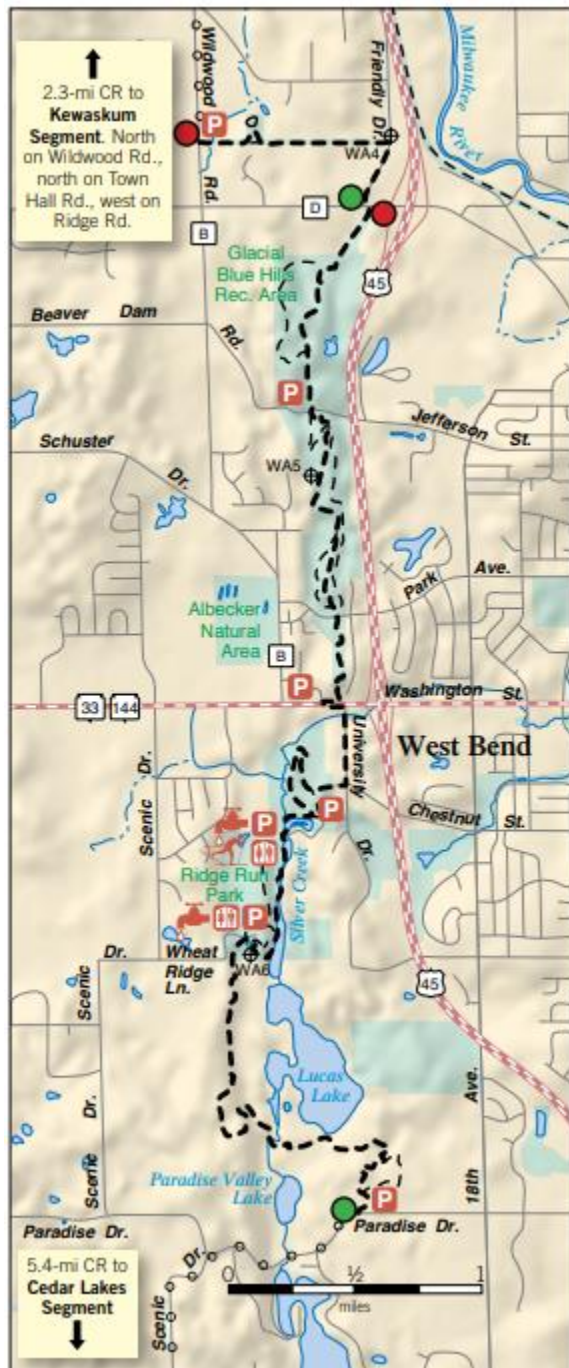 2.3-mi CR to
Kewaskum
Segment. North
on Wildwood Rd.,
north on Town
Hall Rd., west on
Ridge Rd.
Wildwood
Rd.
P
Friendly Dr.
Milwaukee
River
WA4
D
B
Glacial
Blue Hills
Rec. Area
45
Beaver Dam
Rd.
P
Jefferson
St.
Schuster
Dr.
WA5
Park Ave.
Albecker
Natural
Area
B
P
Washington St.
33
144
University
Dr.
West Bend
Scenic
Dr.
P
P
Chestnut St.
Ridge Run
Park
Silver Creek
P
Dr.
Wheat
Ridge
Ln.
WA6
Scenic
45
Lucas
Lake
18th
Ave.
Scenic
Dr.
Paradise Valley
Lake
P
Paradise Dr.
Paradise Dr.
Scenic
Dr.
5.4-mi CR to
Cedar Lakes
Segment
0 ½ 1
miles